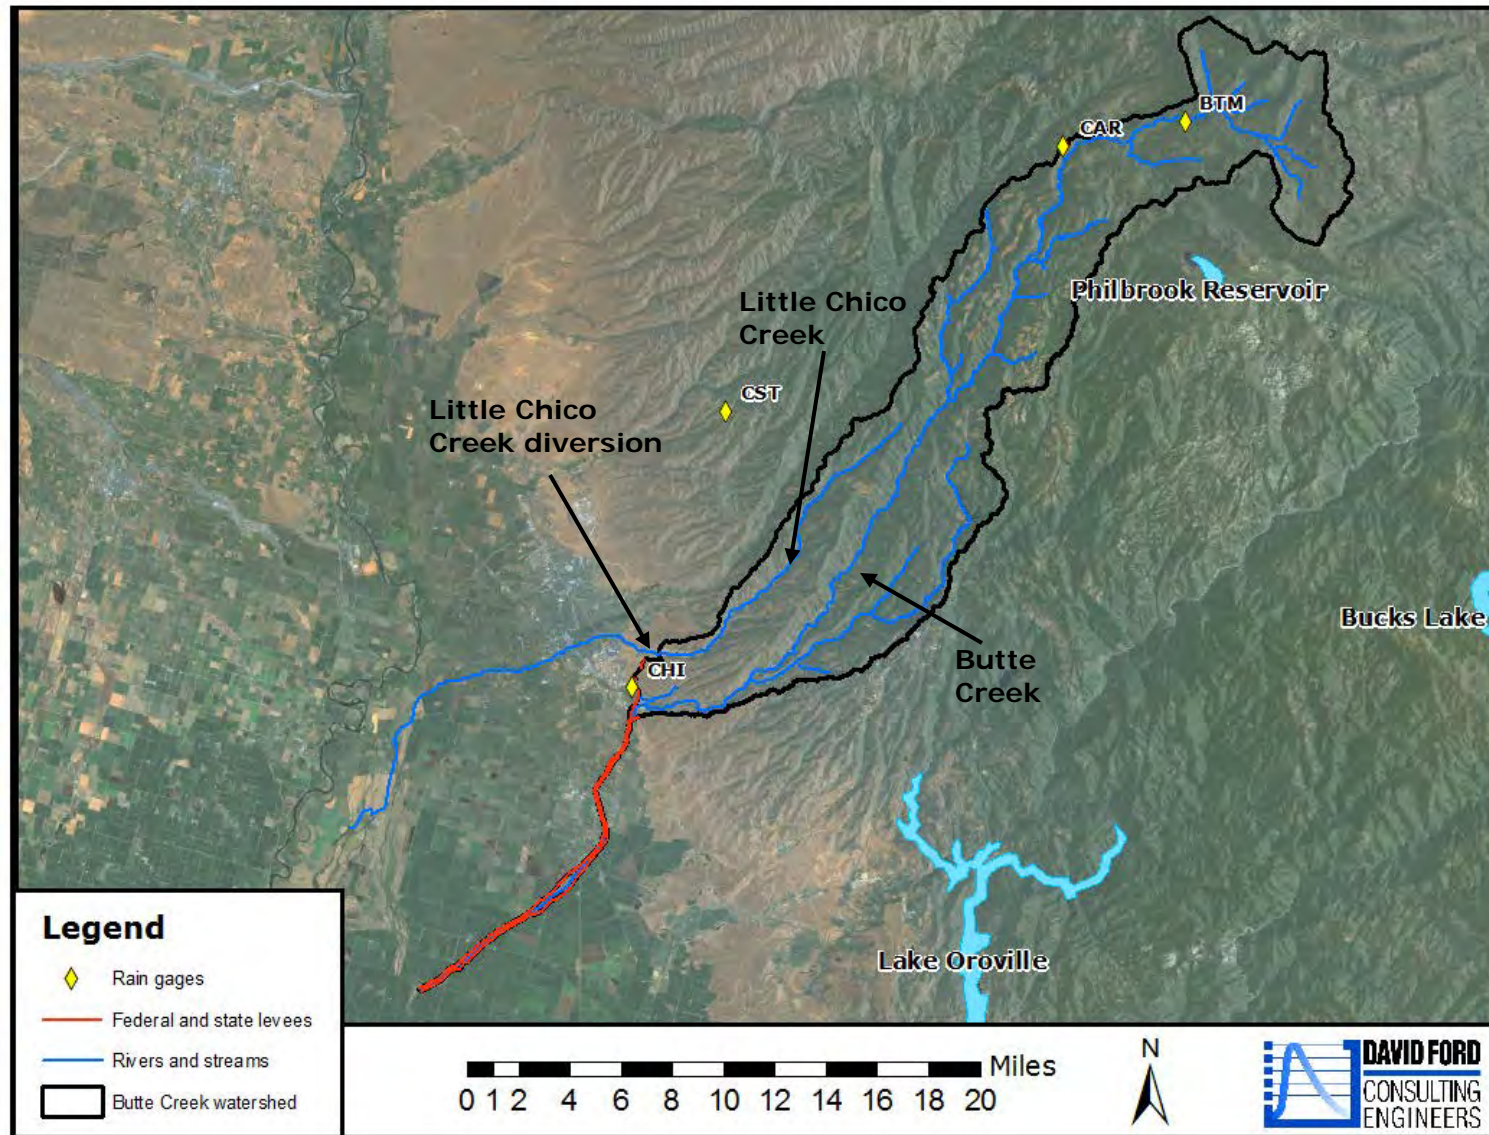 BTM
CAR
Philbrook Reservoir
Little Chico
Creek
CST
Little Chico
Creek diversion
Bucks Lake
CHI
Butte
Creek
Lake Oroville
Legend
Rain gages
Federal and state levees
Rivers and streams
Butte Creek watershed
Miles
0 1 2 4 6 8 10 12 14 16 18 20
N
DAVID FORD
CONSULTING
ENGINEERS